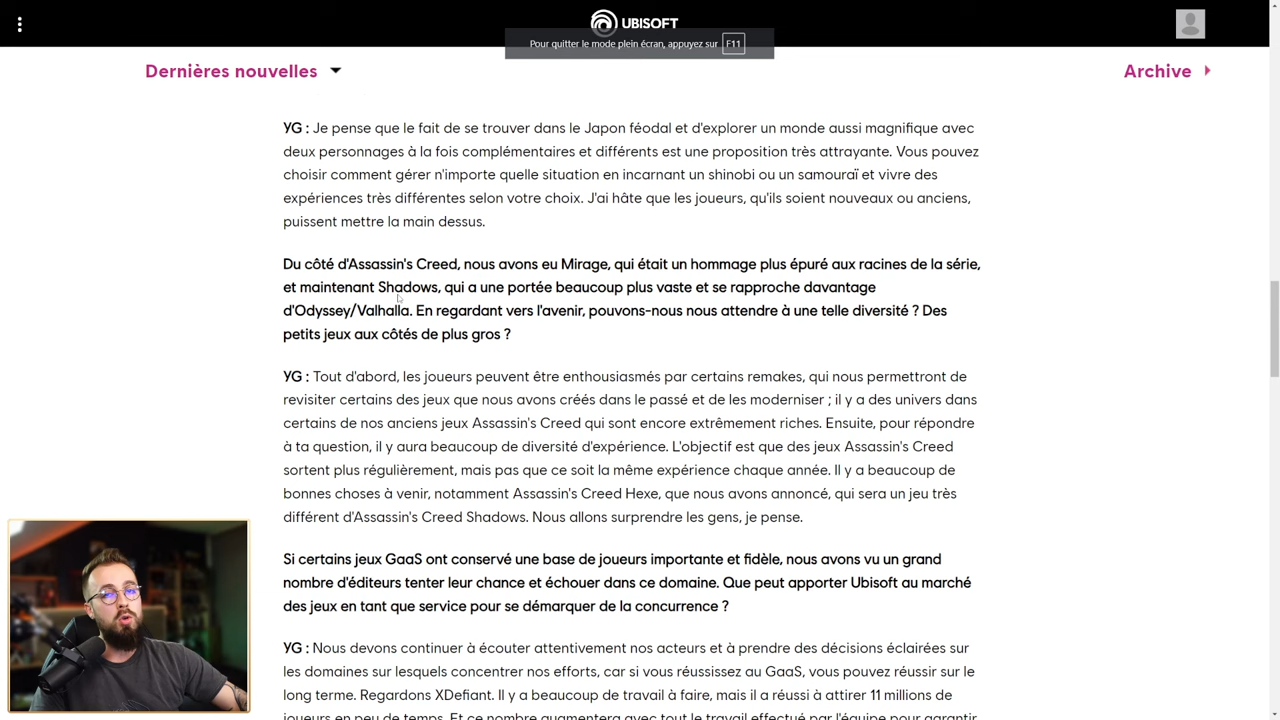 UBISOFT
Pour quitter le mode plein écran, appuyez sur F11
Dernières nouvelles
Archive
YG : Je pense que le fait de se trouver dans le Japon féodal et d'explorer un monde aussi magnifique avec
deux personnages à la fois complémentaires et différents est une proposition très attrayante. Vous pouvez
choisir comment gérer n'importe quelle situation en incarnant un shinobi ou un samouraï et vivre des
expériences très différentes selon votre choix. J'ai hâte que les joueurs, qu'ils soient nouveaux ou anciens,
puissent mettre la main dessus.
Du côté d'Assassin's Creed, nous avons eu Mirage, qui était un hommage plus épuré aux racines de la série,
et maintenant Shadows, qui a une portée beaucoup plus vaste et se rapproche davantage
d'Odyssey/Valhalla. En regardant vers l'avenir, pouvons-nous nous attendre à une telle diversité ? Des
petits jeux aux côtés de plus gros ?
YG : Tout d'abord, les joueurs peuvent être enthousiasmés par certains remakes, qui nous permettront de
revisiter certains des jeux que nous avons créés dans le passé et de les moderniser ; il y a des univers dans
certains de nos anciens jeux Assassin's Creed qui sont encore extrêmement riches. Ensuite, pour répondre
à ta question, il y aura beaucoup de diversité d'expérience. L'objectif est que des jeux Assassin's Creed
sortent plus régulièrement, mais pas que ce soit la même expérience chaque année. Il y a beaucoup de
bonnes choses à venir, notamment Assassin's Creed Hexe, que nous avons annoncé, qui sera un jeu très
différent d'Assassin's Creed Shadows. Nous allons surprendre les gens, je pense.
Si certains jeux GaaS ont conservé une base de joueurs importante et fidèle, nous avons vu un grand
nombre d'éditeurs tenter leur chance et échouer dans ce domaine. Que peut apporter Ubisoft au marché
des jeux en tant que service pour se démarquer de la concurrence ?
YG : Nous devons continuer à écouter attentivement nos acteurs et à prendre des décisions éclairées sur
les domaines sur lesquels concentrer nos efforts, car si vous réussissez au GaaS, vous pouvez réussir sur le
long terme. Regardons XDefiant. Il y a beaucoup de travail à faire, mais il a réussi à attirer 11 millions de
joueurs en peu de temps. Et ce nombre augmentera avec tout le travail effectué par l'équipe pour garantir